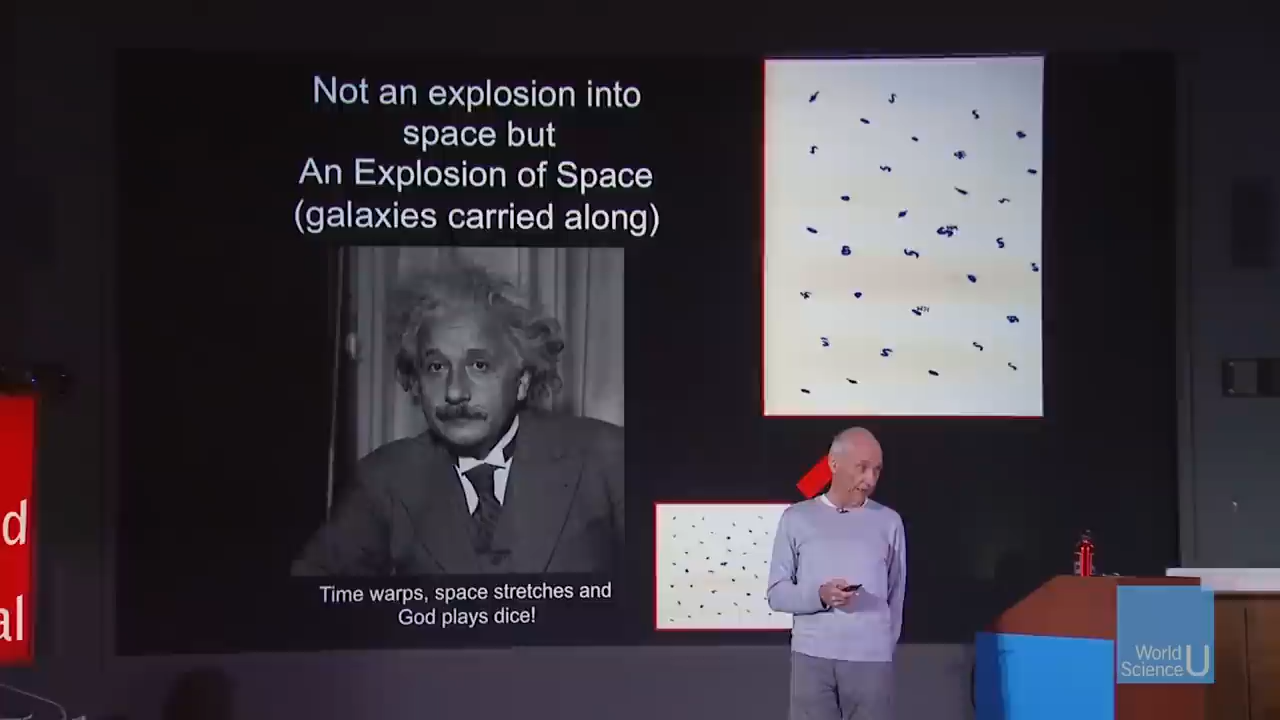 Not an explosion into
space but
An Explosion of Space
(galaxies carried along)
Time warps, space stretches and
God plays dice!
d
al
World
Science U